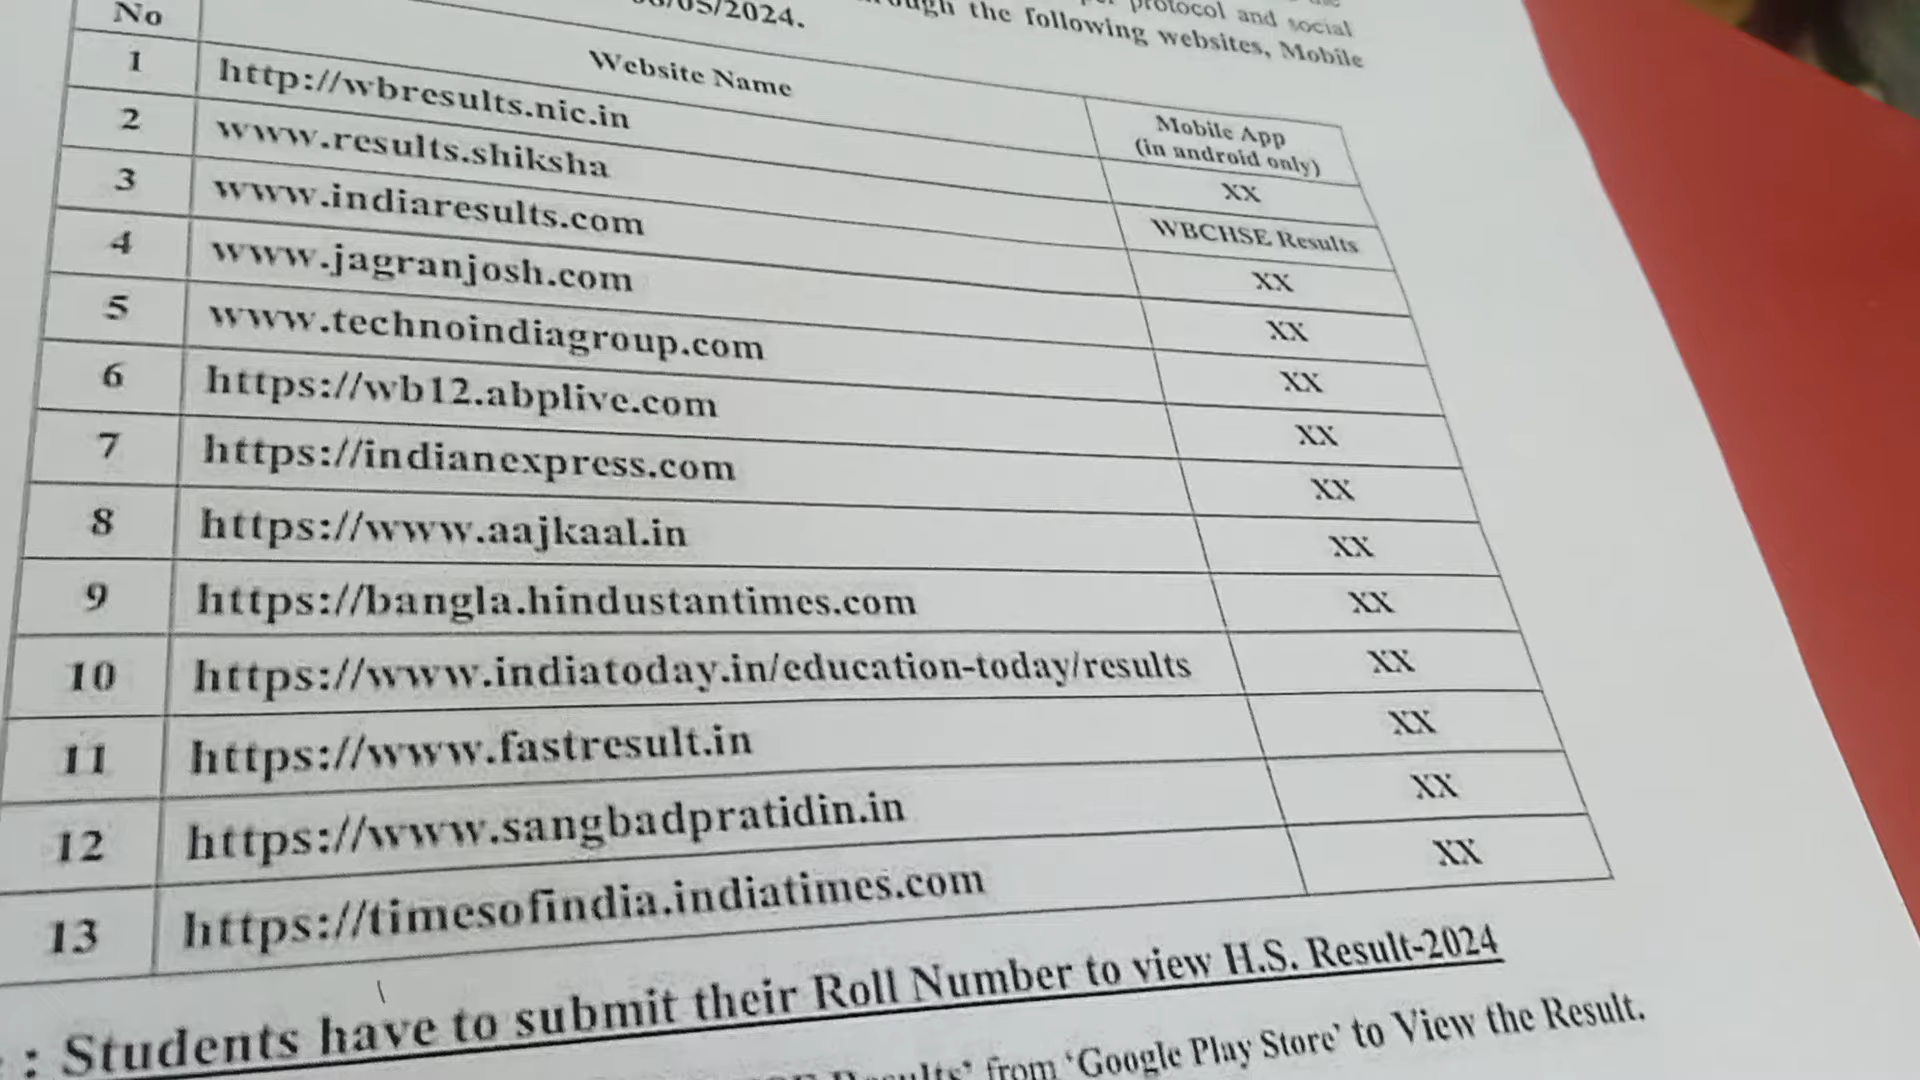 protocol and social
/05/2024.
the following websites, Mobile
No Website Name Mobile App
(in android only)
1 http://wbresults.nic.in XX
2 www.results.shiksha WBCHSE Results
3 www.indiaresults.com XX
4 www.jagranjosh.com XX
5 www.technoindiagroup.com XX
6 https://wb12.abplive.com XX
7 https://indianexpress.com XX
8 https://www.aajkaal.in XX
9 https://bangla.hindustantimes.com XX
10 https://www.indiatoday.in/education-today/results XX
11 https://www.fastresult.in XX
12 https://www.sangbadpratidin.in XX
13 https://timesofindia.indiatimes.com XX
: Students have to submit their Roll Number to view H.S. Result-2024
Results’ from ‘Google Play Store’ to View the Result.